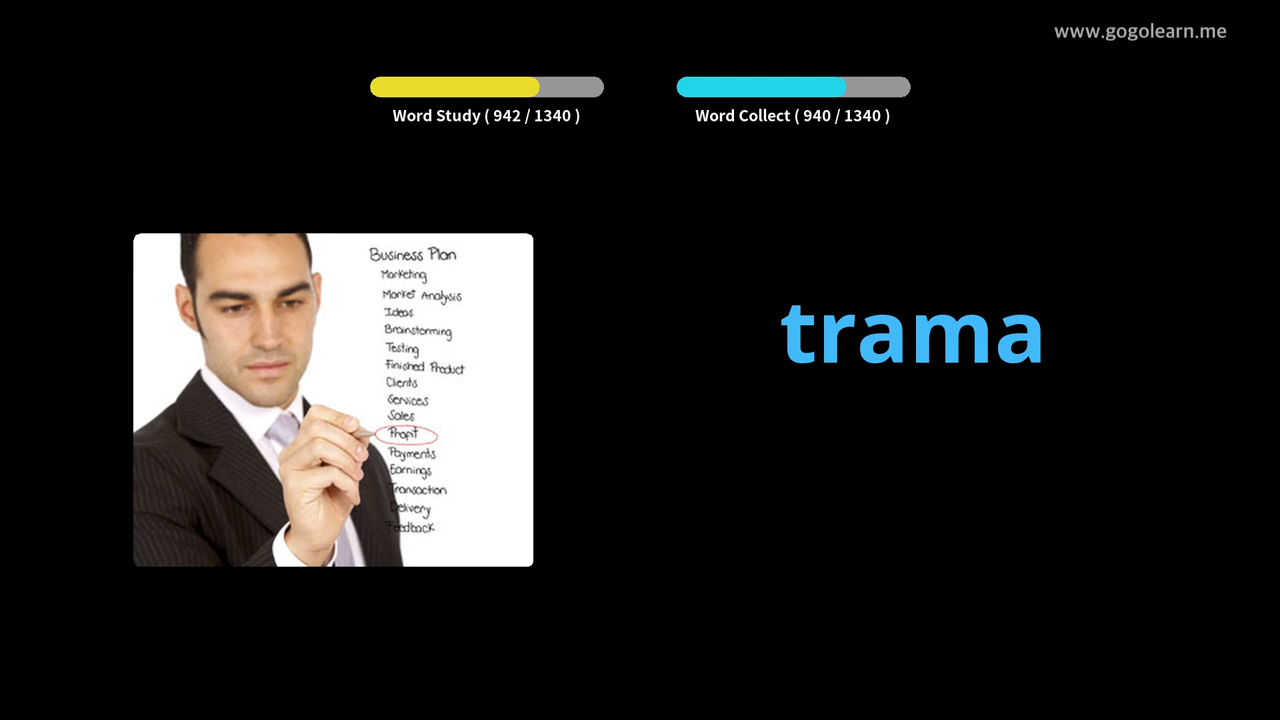 www.gogolearn.me
Word Study ( 942 / 1340 )
Word Collect ( 940 / 1340 )
Business Plan
Marketing
Market Analysis
Ideas
Brainstorming
Testing
Finished Product
Clients
Services
Sales
Profit
Payments
Earnings
Transaction
Delivery
Feedback
trama